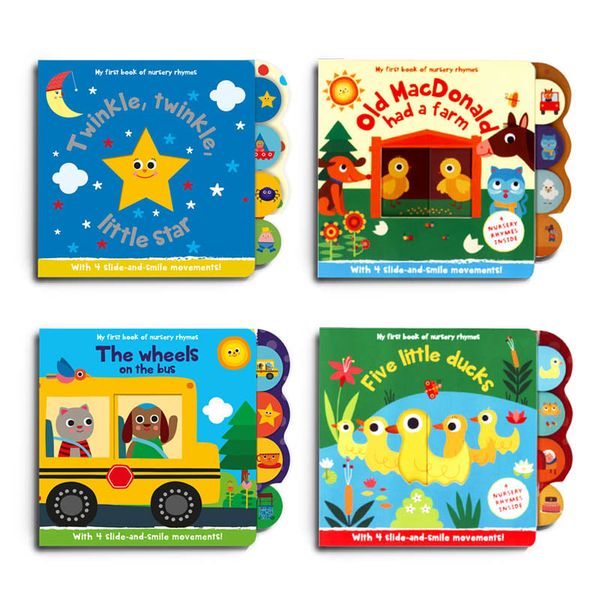 My first book of nursery rhymes
Twinkle, twinkle,
little star
With 4 slide-and-smile movements!
My first book of nursery rhymes
Old MacDonald
had a farm
4
NURSERY
RHYMES
INSIDE
With 4 slide-and-smile movements!
My first book of nursery rhymes
The wheels
on the bus
With 4 slide-and-smile movements!
My first book of nursery rhymes
Five little ducks
4
NURSERY
RHYMES
INSIDE
With 4 slide-and-smile movements!